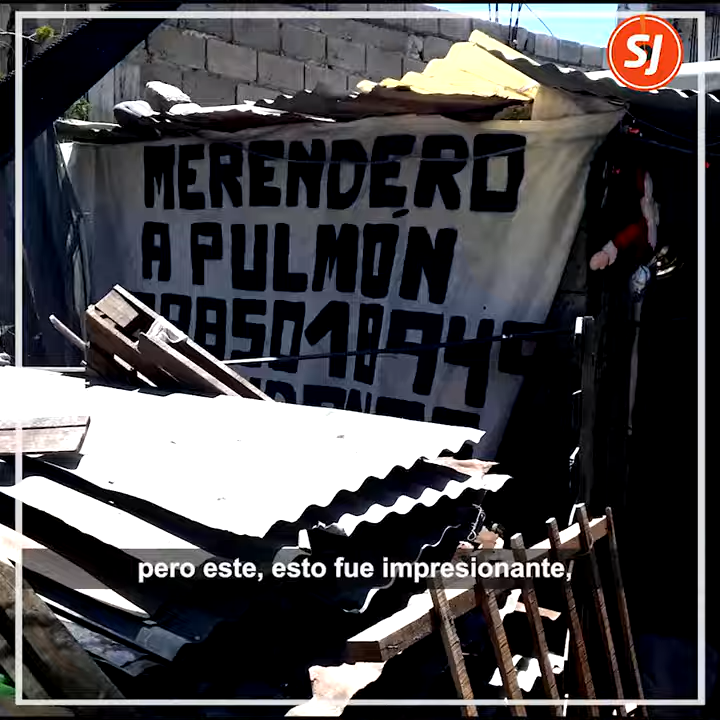 SJ
MERENDERO
A PULMÓN
pero este, esto fue impresionante,